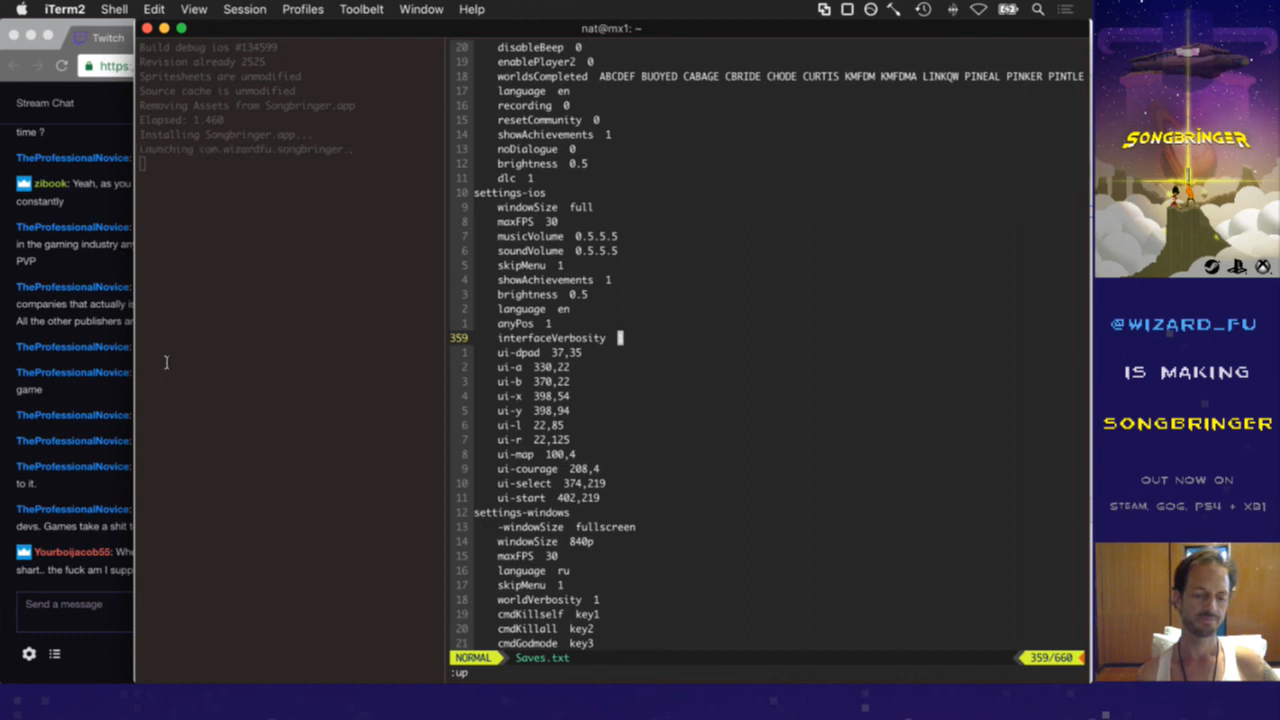 iTerm2 Shell Edit View Session Profiles Toolbelt Window Help
nat@mx1: ~
Twitch
https:
Stream Chat
time ?
TheProfessionalNovice:
zibook: Yeah, as you
constantly
TheProfessionalNovice:
in the gaming industry
PVP
TheProfessionalNovice:
companies that actually
All the other publishers
TheProfessionalNovice:
TheProfessionalNovice:
game
TheProfessionalNovice:
TheProfessionalNovice:
TheProfessionalNovice:
to it.
TheProfessionalNovice:
devs. Games take a shit
Yourboijacob55:
shart.. the fuck am I
Send a message
Build debug ios #134599
Revision already 2525
Spritesheets are unmodified
Source cache is unmodified
Removing Assets from Songbringer.app
Elapsed: 1.460
Installing Songbringer.app...
Launching com.wizardfu.songbringer..
20 disableBeep 0
19 enablePlayer2 0
18 worldsCompleted ABCDEF BUOYED CABAGE CBRIDE CHODE CURTIS KMFDM KMFDMA LINKQW PINEAL PINKER PINTLE
17 language en
16 recording 0
15 resetCommunity 0
14 showAchievements 1
13 noDialogue 0
12 brightness 0.5
11 dlc 1
10 settings-ios
9 windowSize full
8 maxFPS 30
7 musicVolume 0.5.5.5
6 soundVolume 0.5.5.5
5 skipMenu 1
4 showAchievements 1
3 brightness 0.5
2 language en
1 anyPos 1
359 interfaceVerbosity
1 ui-dpad 37,35
2 ui-a 330,22
3 ui-b 370,22
4 ui-x 398,54
5 ui-y 398,94
6 ui-l 22,85
7 ui-r 22,125
8 ui-map 100,4
9 ui-courage 208,4
10 ui-select 374,219
11 ui-start 402,219
12 settings-windows
13 -windowSize fullscreen
14 windowSize 840p
15 maxFPS 30
16 language ru
17 skipMenu 1
18 worldVerbosity 1
19 cmdKillself key1
20 cmdKillall key2
21 cmdGodmode key3
NORMAL Saves.txt 359/660
:up
SONGBRINGER
@WIZARD_FU
IS MAKING
SONGBRINGER
OUT NOW ON
STEAM, GOG, PS4 + XB1